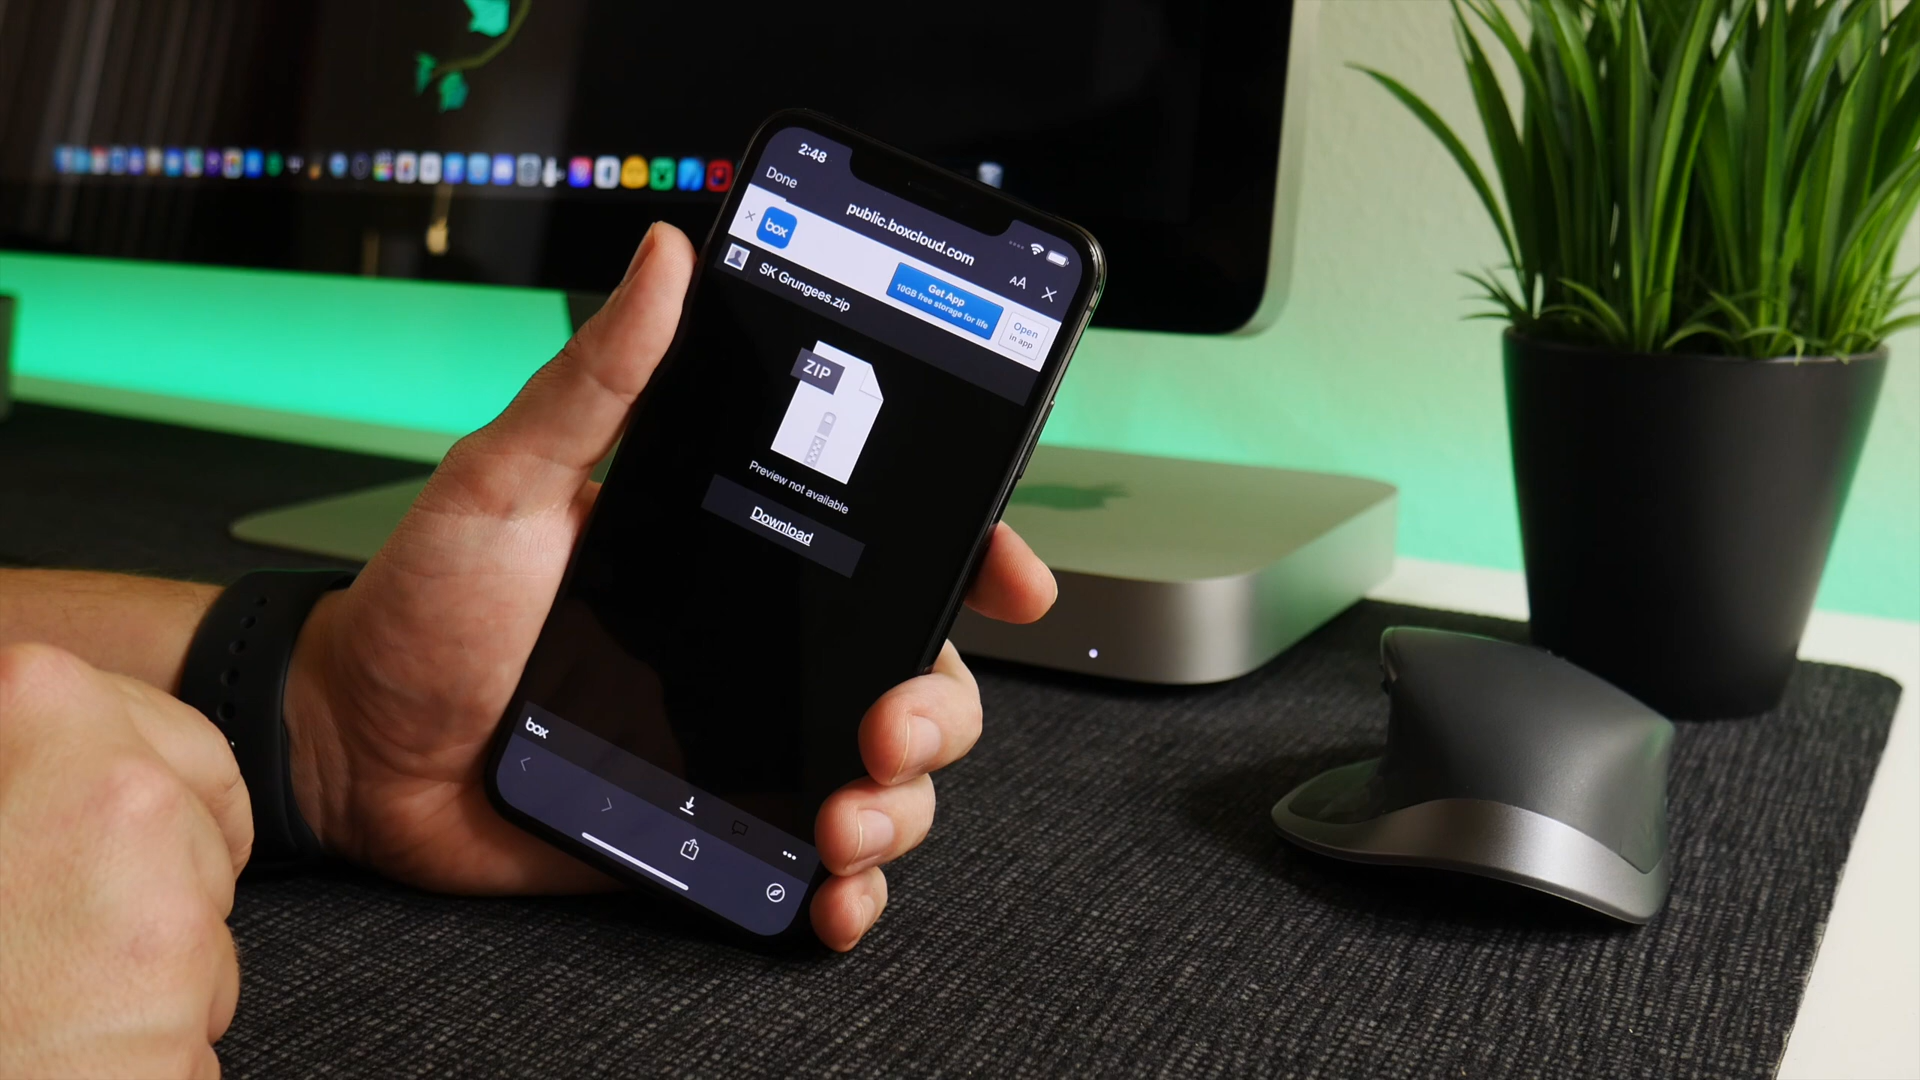 2:48
Done
public.boxcloud.com
AA
box
Get App
10GB free storage for life
Open
in app
SK Grungees.zip
ZIP
Preview not available
Download
box